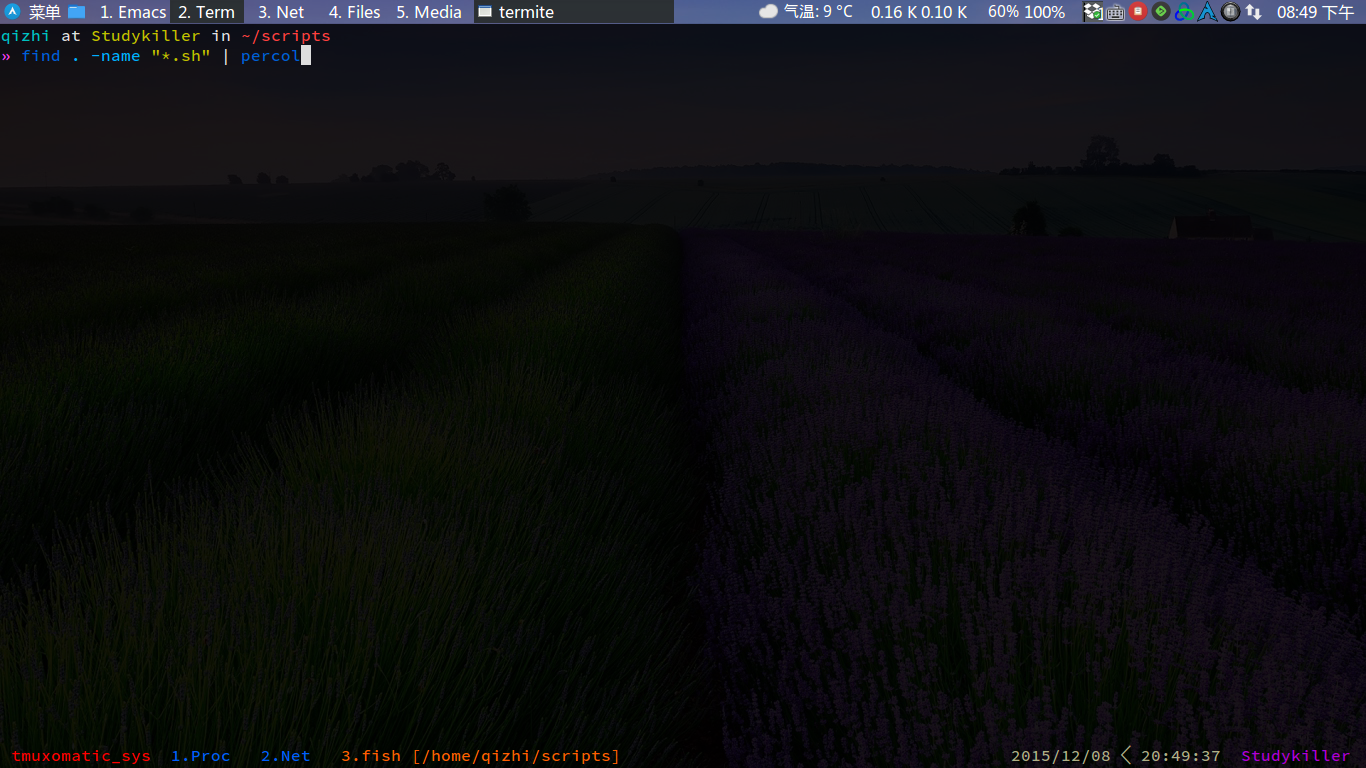 菜单 1. Emacs 2. Term 3. Net 4. Files 5. Media termite 气温: 9 °C 0.16 K 0.10 K 60% 100% 08:49 下午
qizhi at Studykiller in ~/scripts
» find . -name "*.sh" | percol
tmuxomatic_sys 1.Proc 2.Net 3.fish [/home/qizhi/scripts] 2015/12/08 < 20:49:37 Studykiller